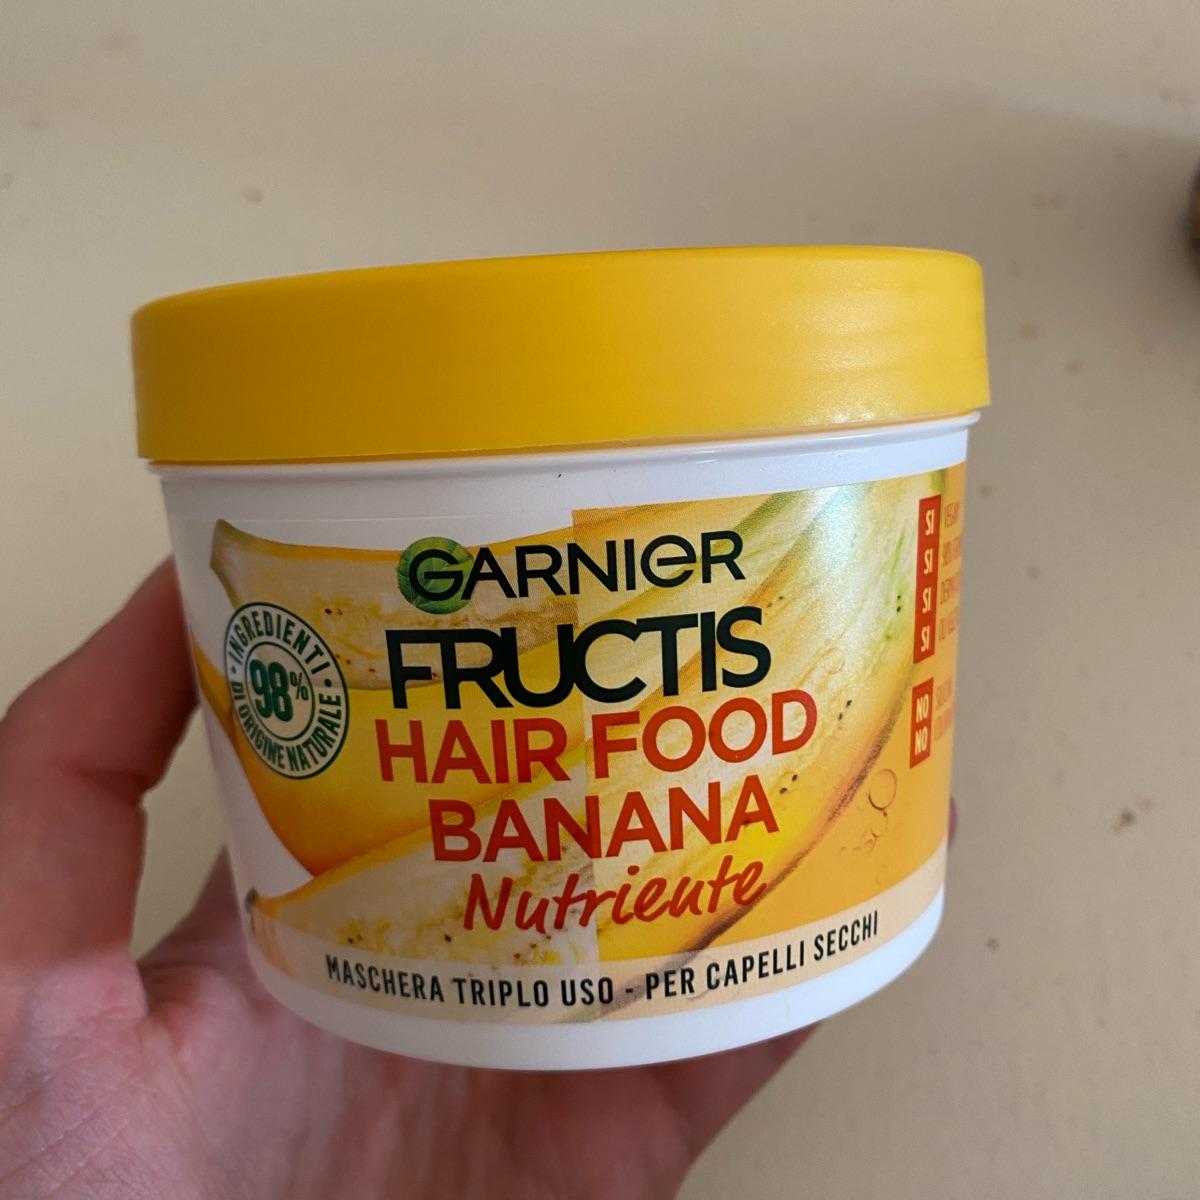 GARNIER
FRUCTIS
HAIR FOOD
BANANA
Nutriente
MASCHERA TRIPLO USO - PER CAPELLI SECCHI
INGREDIENTI
98%
DI ORIGINE NATURALE
SI VEGAN
SI
SI
SI
NO
NO